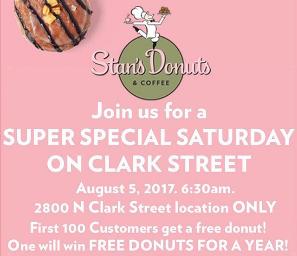 Stan's Donuts
& COFFEE
Join us for a
SUPER SPECIAL SATURDAY
ON CLARK STREET
August 5, 2017. 6:30am.
2800 N Clark Street location ONLY
First 100 Customers get a free donut!
One will win FREE DONUTS FOR A YEAR!